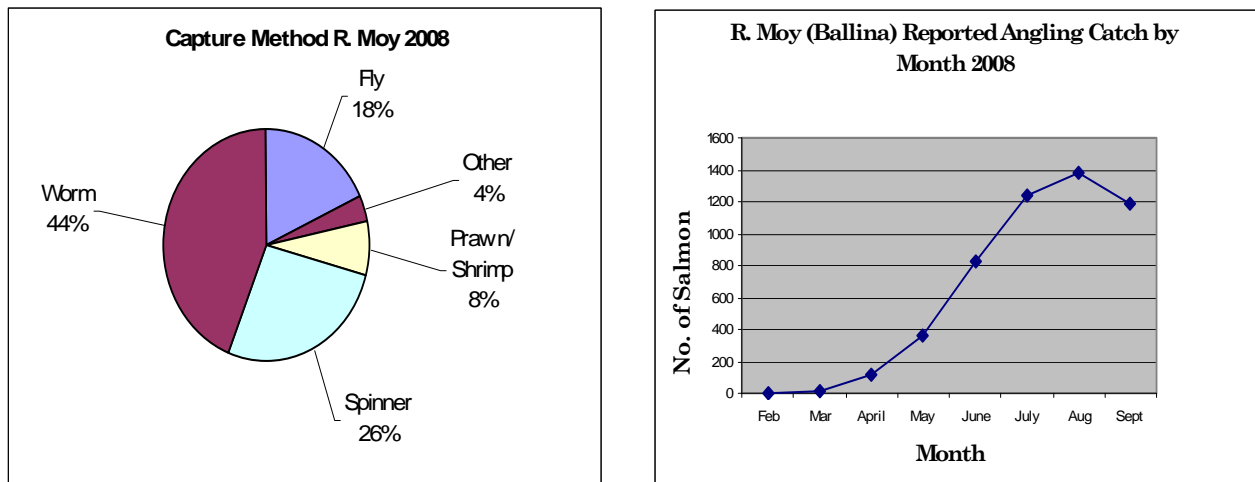 Capture Method R. Moy 2008
Fly
18%
Other
4%
Prawn/
Shrimp
8%
Spinner
26%
Worm
44%
R. Moy (Ballina) Reported Angling Catch by
Month 2008
No. of Salmon
1600
1400
1200
1000
800
600
400
200
0
Feb Mar April May June July Aug Sept
Month